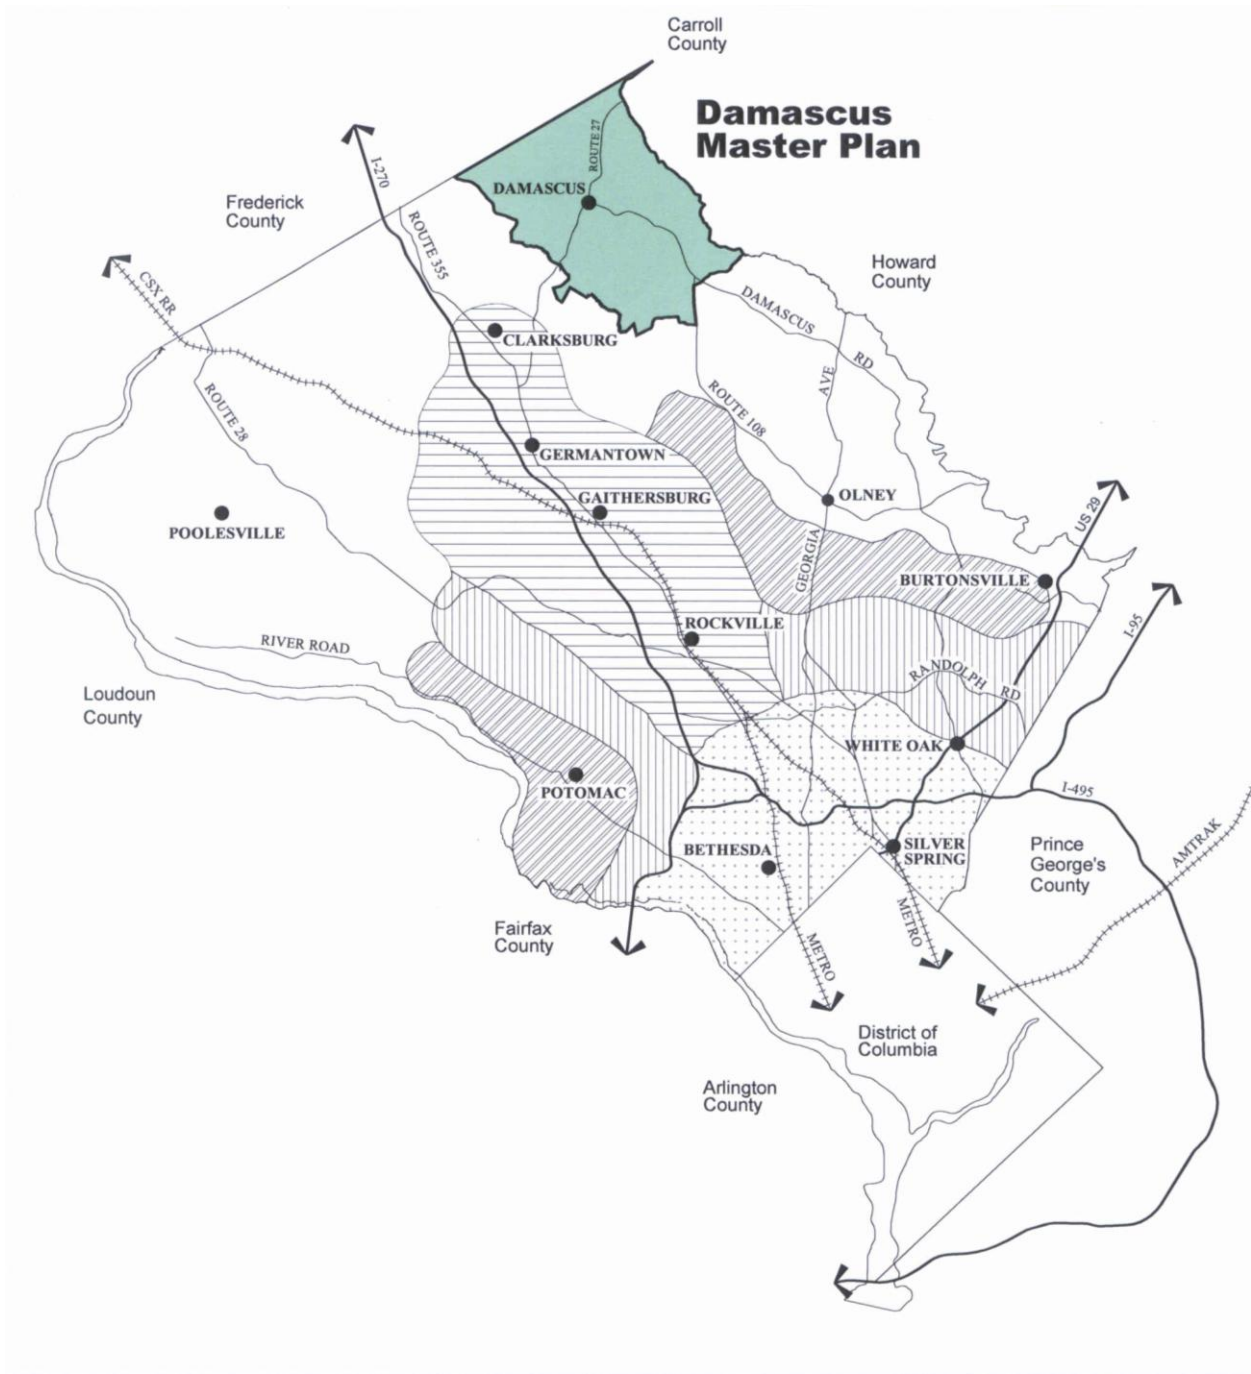 Carroll
County
Damascus
Master Plan
ROUTE 27
I-270
DAMASCUS
Frederick
County
ROUTE 355
Howard
County
CSX RR
DAMASCUS
RD
CLARKSBURG
AVE
ROUTE 28
ROUTE 108
GERMANTOWN
GAITHERSBURG
OLNEY
US 29
POOLESVILLE
GEORGIA
BURTONSVILLE
I-95
ROCKVILLE
RIVER ROAD
RANDOLPH
RD
Loudoun
County
WHITE OAK
POTOMAC
I-495
BETHESDA
SILVER
SPRING
Prince
George's
County
AMTRAK
Fairfax
County
METRO
METRO
District of
Columbia
Arlington
County